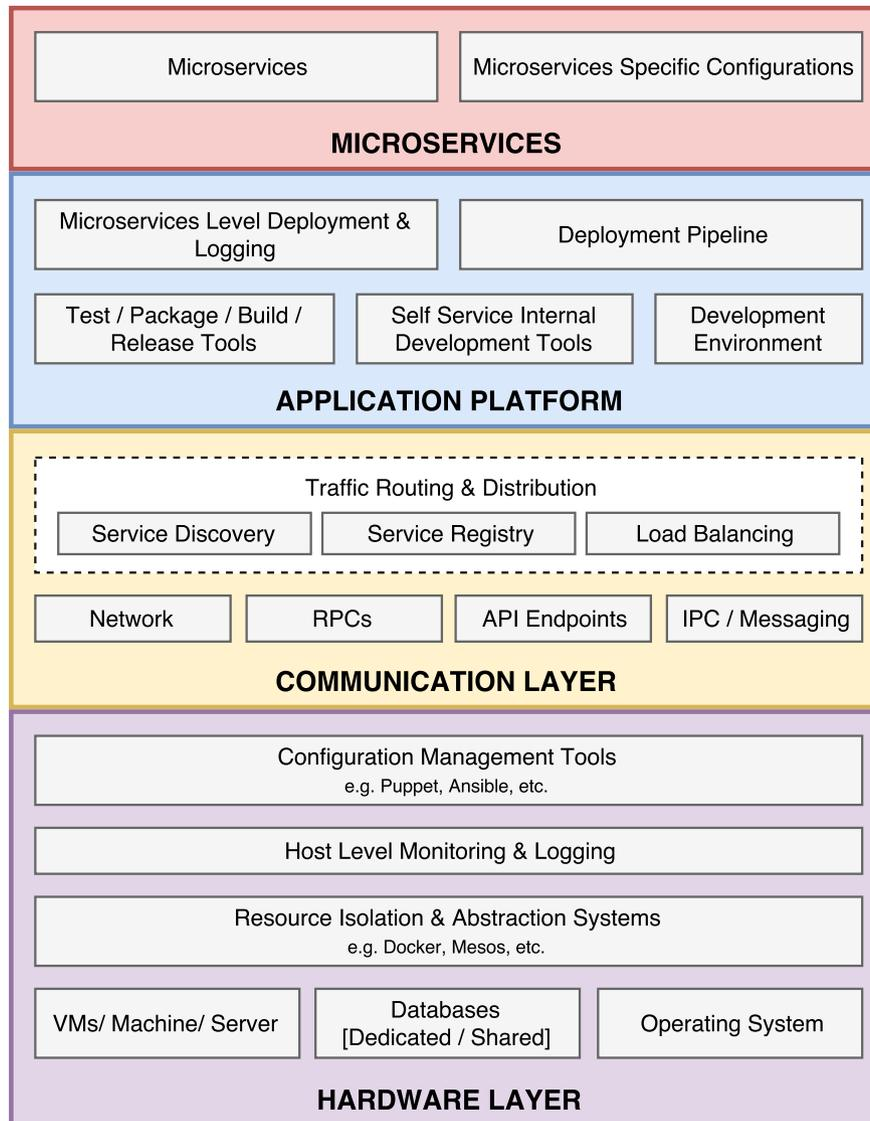 Microservices
Microservices Specific Configurations
MICROSERVICES
Microservices Level Deployment &
Logging
Deployment Pipeline
Test / Package / Build /
Release Tools
Self Service Internal
Development Tools
Development
Environment
APPLICATION PLATFORM
Traffic Routing & Distribution
Service Discovery
Service Registry
Load Balancing
Network
RPCs
API Endpoints
IPC / Messaging
COMMUNICATION LAYER
Configuration Management Tools
e.g. Puppet, Ansible, etc.
Host Level Monitoring & Logging
Resource Isolation & Abstraction Systems
e.g. Docker, Mesos, etc.
VMs/ Machine/ Server
Databases
[Dedicated / Shared]
Operating System
HARDWARE LAYER